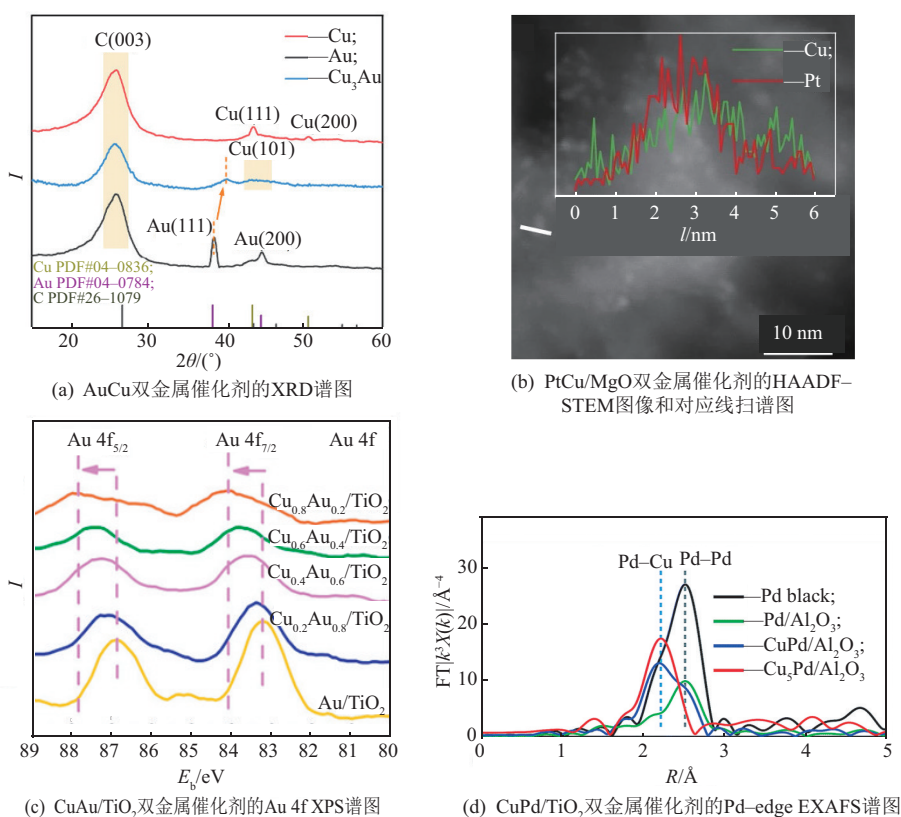 C(003)
—Cu;
—Au;
—Cu₃Au
Cu(111)
Cu(200)
Cu(101)
I
Au(111)
Au(200)
Cu PDF#04–0836;
Au PDF#04–0784;
C PDF#26–1079
20 30 40 50 60
2θ/(°)
(a) AuCu双金属催化剂的XRD谱图
—Cu;
—Pt
0 1 2 3 4 5 6
l/nm
10 nm
(b) PtCu/MgO双金属催化剂的HAADF–
STEM图像和对应线扫谱图
Au 4f₅/₂ Au 4f₇/₂ Au 4f
Cu₀.₈Au₀.₂/TiO₂
Cu₀.₆Au₀.₄/TiO₂
Cu₀.₄Au₀.₆/TiO₂
I
Cu₀.₂Au₀.₈/TiO₂
Au/TiO₂
89 88 87 86 85 84 83 82 81 80
E_b/eV
(c) CuAu/TiO,双金属催化剂的Au 4f XPS谱图
Pd–Cu Pd–Pd
—Pd black;
—Pd/Al₂O₃;
—CuPd/Al₂O₃;
—Cu₅Pd/Al₂O₃
FT|k³X(k)|/Å⁻⁴
30
20
10
0
0 1 2 3 4 5
R/Å
(d) CuPd/TiO,双金属催化剂的Pd–edge EXAFS谱图